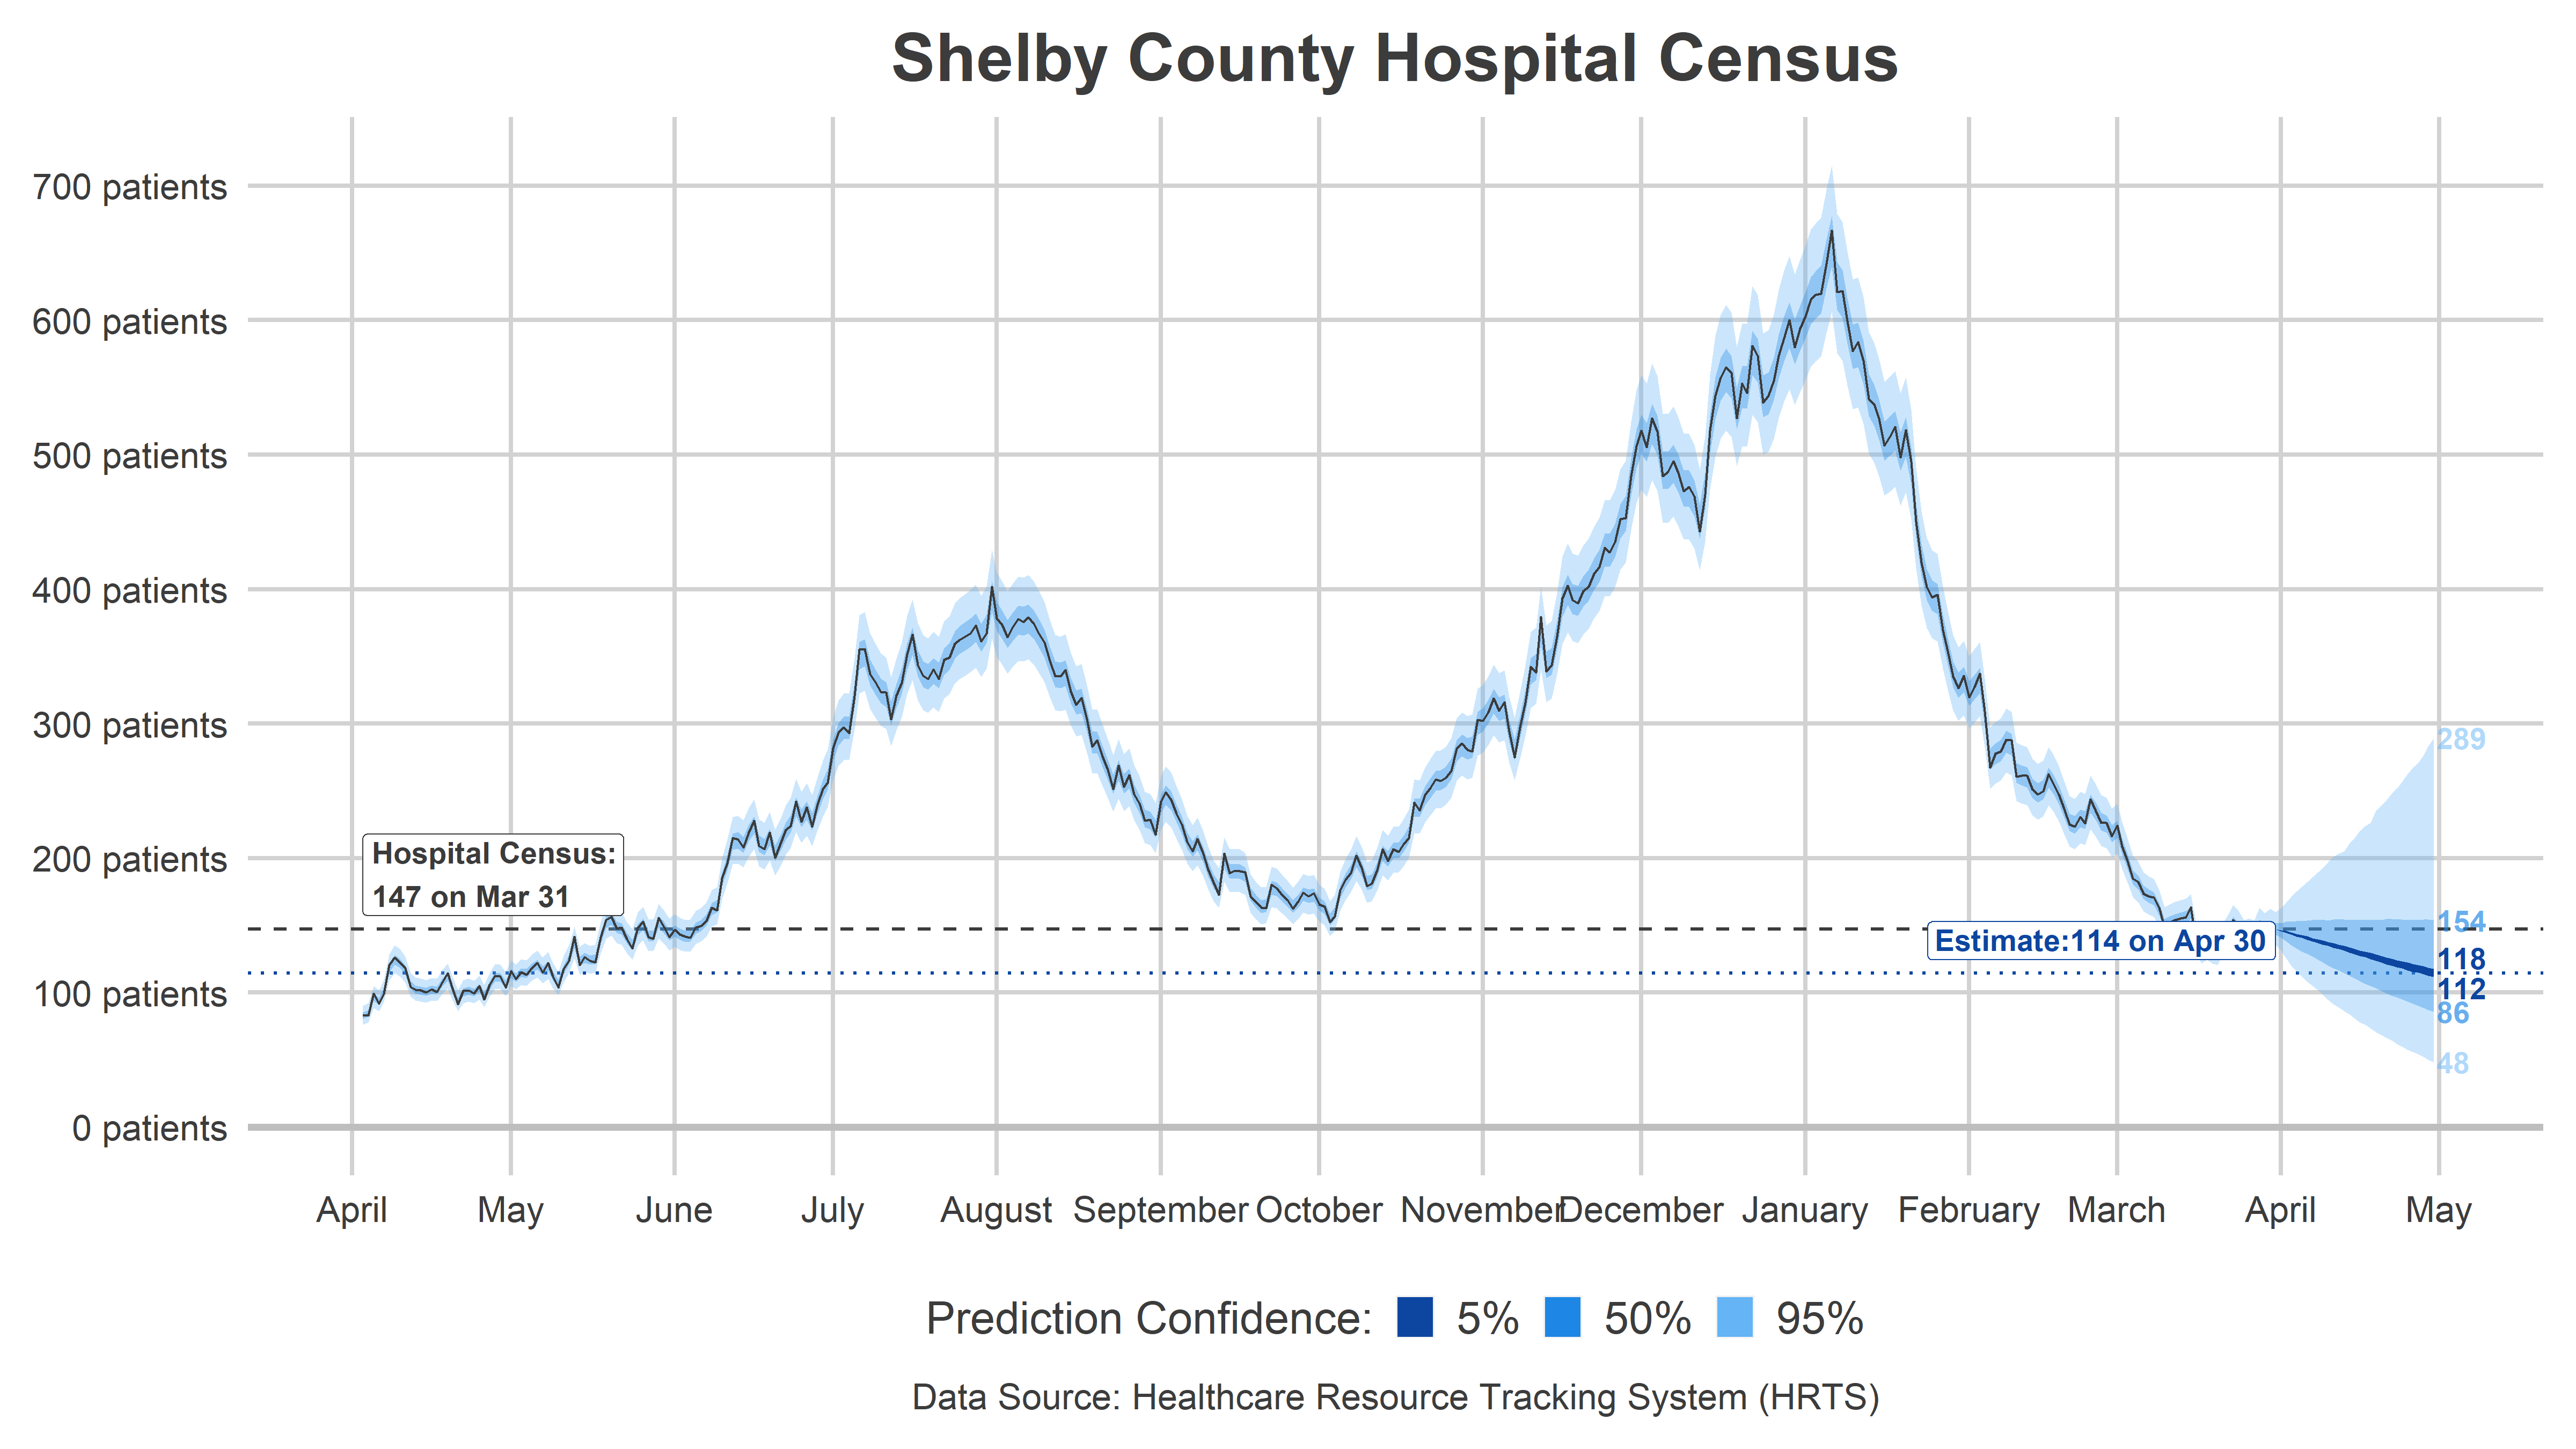 Shelby County Hospital Census
700 patients
600 patients
500 patients
400 patients
300 patients
200 patients
100 patients
0 patients
Hospital Census:
147 on Mar 31
Estimate:114 on Apr 30
289
154
118
112
86
48
April May June July August September October November December January February March April May
Prediction Confidence: 5% 50% 95%
Data Source: Healthcare Resource Tracking System (HRTS)